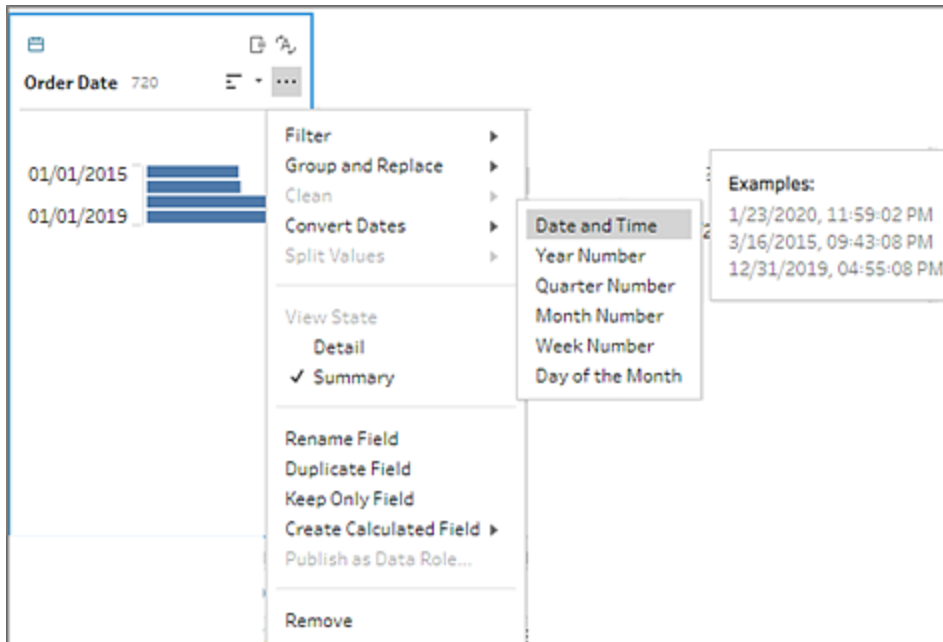 Order Date 720
01/01/2015
01/01/2019
Filter
Group and Replace
Clean
Convert Dates
Split Values
View State
Detail
Summary
Rename Field
Duplicate Field
Keep Only Field
Create Calculated Field
Publish as Data Role...
Remove
Date and Time
Year Number
Quarter Number
Month Number
Week Number
Day of the Month
Examples:
1/23/2020, 11:59:02 PM
3/16/2015, 09:43:08 PM
12/31/2019, 04:55:08 PM